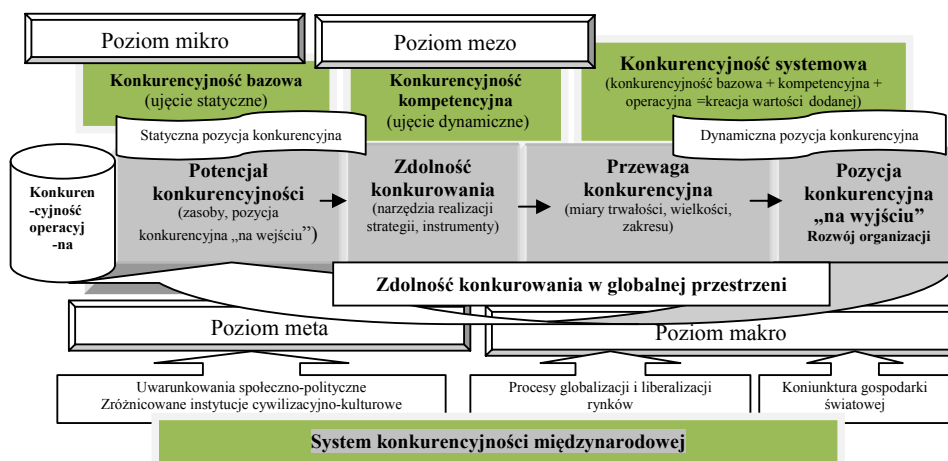 Poziom mikro
Poziom mezo
Konkurencyjność bazowa
(ujęcie statyczne)
Konkurencyjność
kompetencyjna
(ujęcie dynamiczne)
Konkurencyjność systemowa
(konkurencyjność bazowa + kompetencyjna +
operacyjna =kreacja wartości dodanej)
Statyczna pozycja konkurencyjna
Dynamiczna pozycja konkurencyjna
Konkuren
-cyjność
operacyj
-na
Potencjał
konkurencyjności
(zasoby, pozycja
konkurencyjna „na wejściu”)
Zdolność
konkurowania
(narzędzia realizacji
strategii, instrumenty)
Przewaga
konkurencyjna
(miary trwałości, wielkości,
zakresu)
Pozycja
konkurencyjna
„na wyjściu”
Rozwój organizacji
Zdolność konkurowania w globalnej przestrzeni
Poziom meta
Poziom makro
Uwarunkowania społeczno-polityczne
Zróżnicowane instytucje cywilizacyjno-kulturowe
Procesy globalizacji i liberalizacji
rynków
Koniunktura gospodarki
światowej
System konkurencyjności międzynarodowej